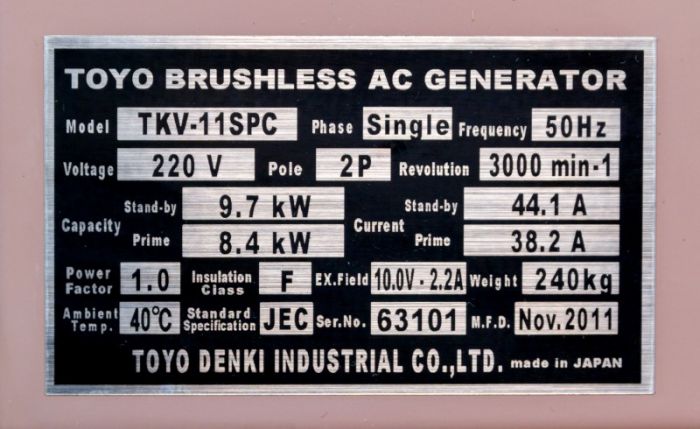 TOYO BRUSHLESS AC GENERATOR
Model TKV-11SPC Phase Single Frequency 50Hz
Voltage 220 V Pole 2P Revolution 3000 min-1
Capacity Stand-by 9.7 kW Current Stand-by 44.1 A
Prime 8.4 kW Prime 38.2 A
Power Factor 1.0 Insulation Class F EX.Field 10.0V - 2.2A Weight 240kg
Ambient Temp. 40℃ Standard Specification JEC Ser.No. 63101 M.F.D. Nov.2011
TOYO DENKI INDUSTRIAL CO.,LTD. made in JAPAN